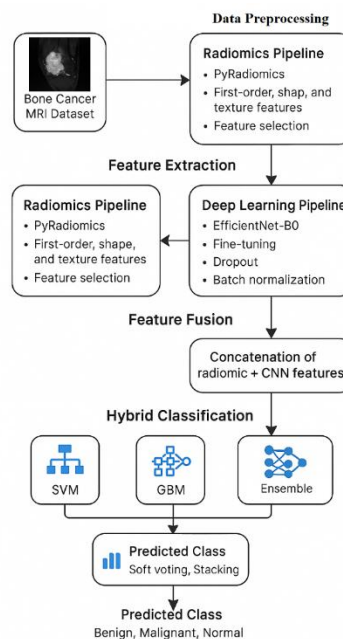 Data Preprocessing
Bone Cancer
MRI Dataset
Radiomics Pipeline
• PyRadiomics
• First-order, shap, and
texture features
• Feature selection
Feature Extraction
Radiomics Pipeline
• PyRadiomics
• First-order, shape,
and texture features
• Feature selection
Deep Learning Pipeline
• EfficientNet-B0
• Fine-tuning
• Dropout
• Batch normalization
Feature Fusion
Concatenation of
radiomic + CNN features
Hybrid Classification
SVM
GBM
Ensemble
Predicted Class
Soft voting, Stacking
Predicted Class
Benign, Malignant, Normal